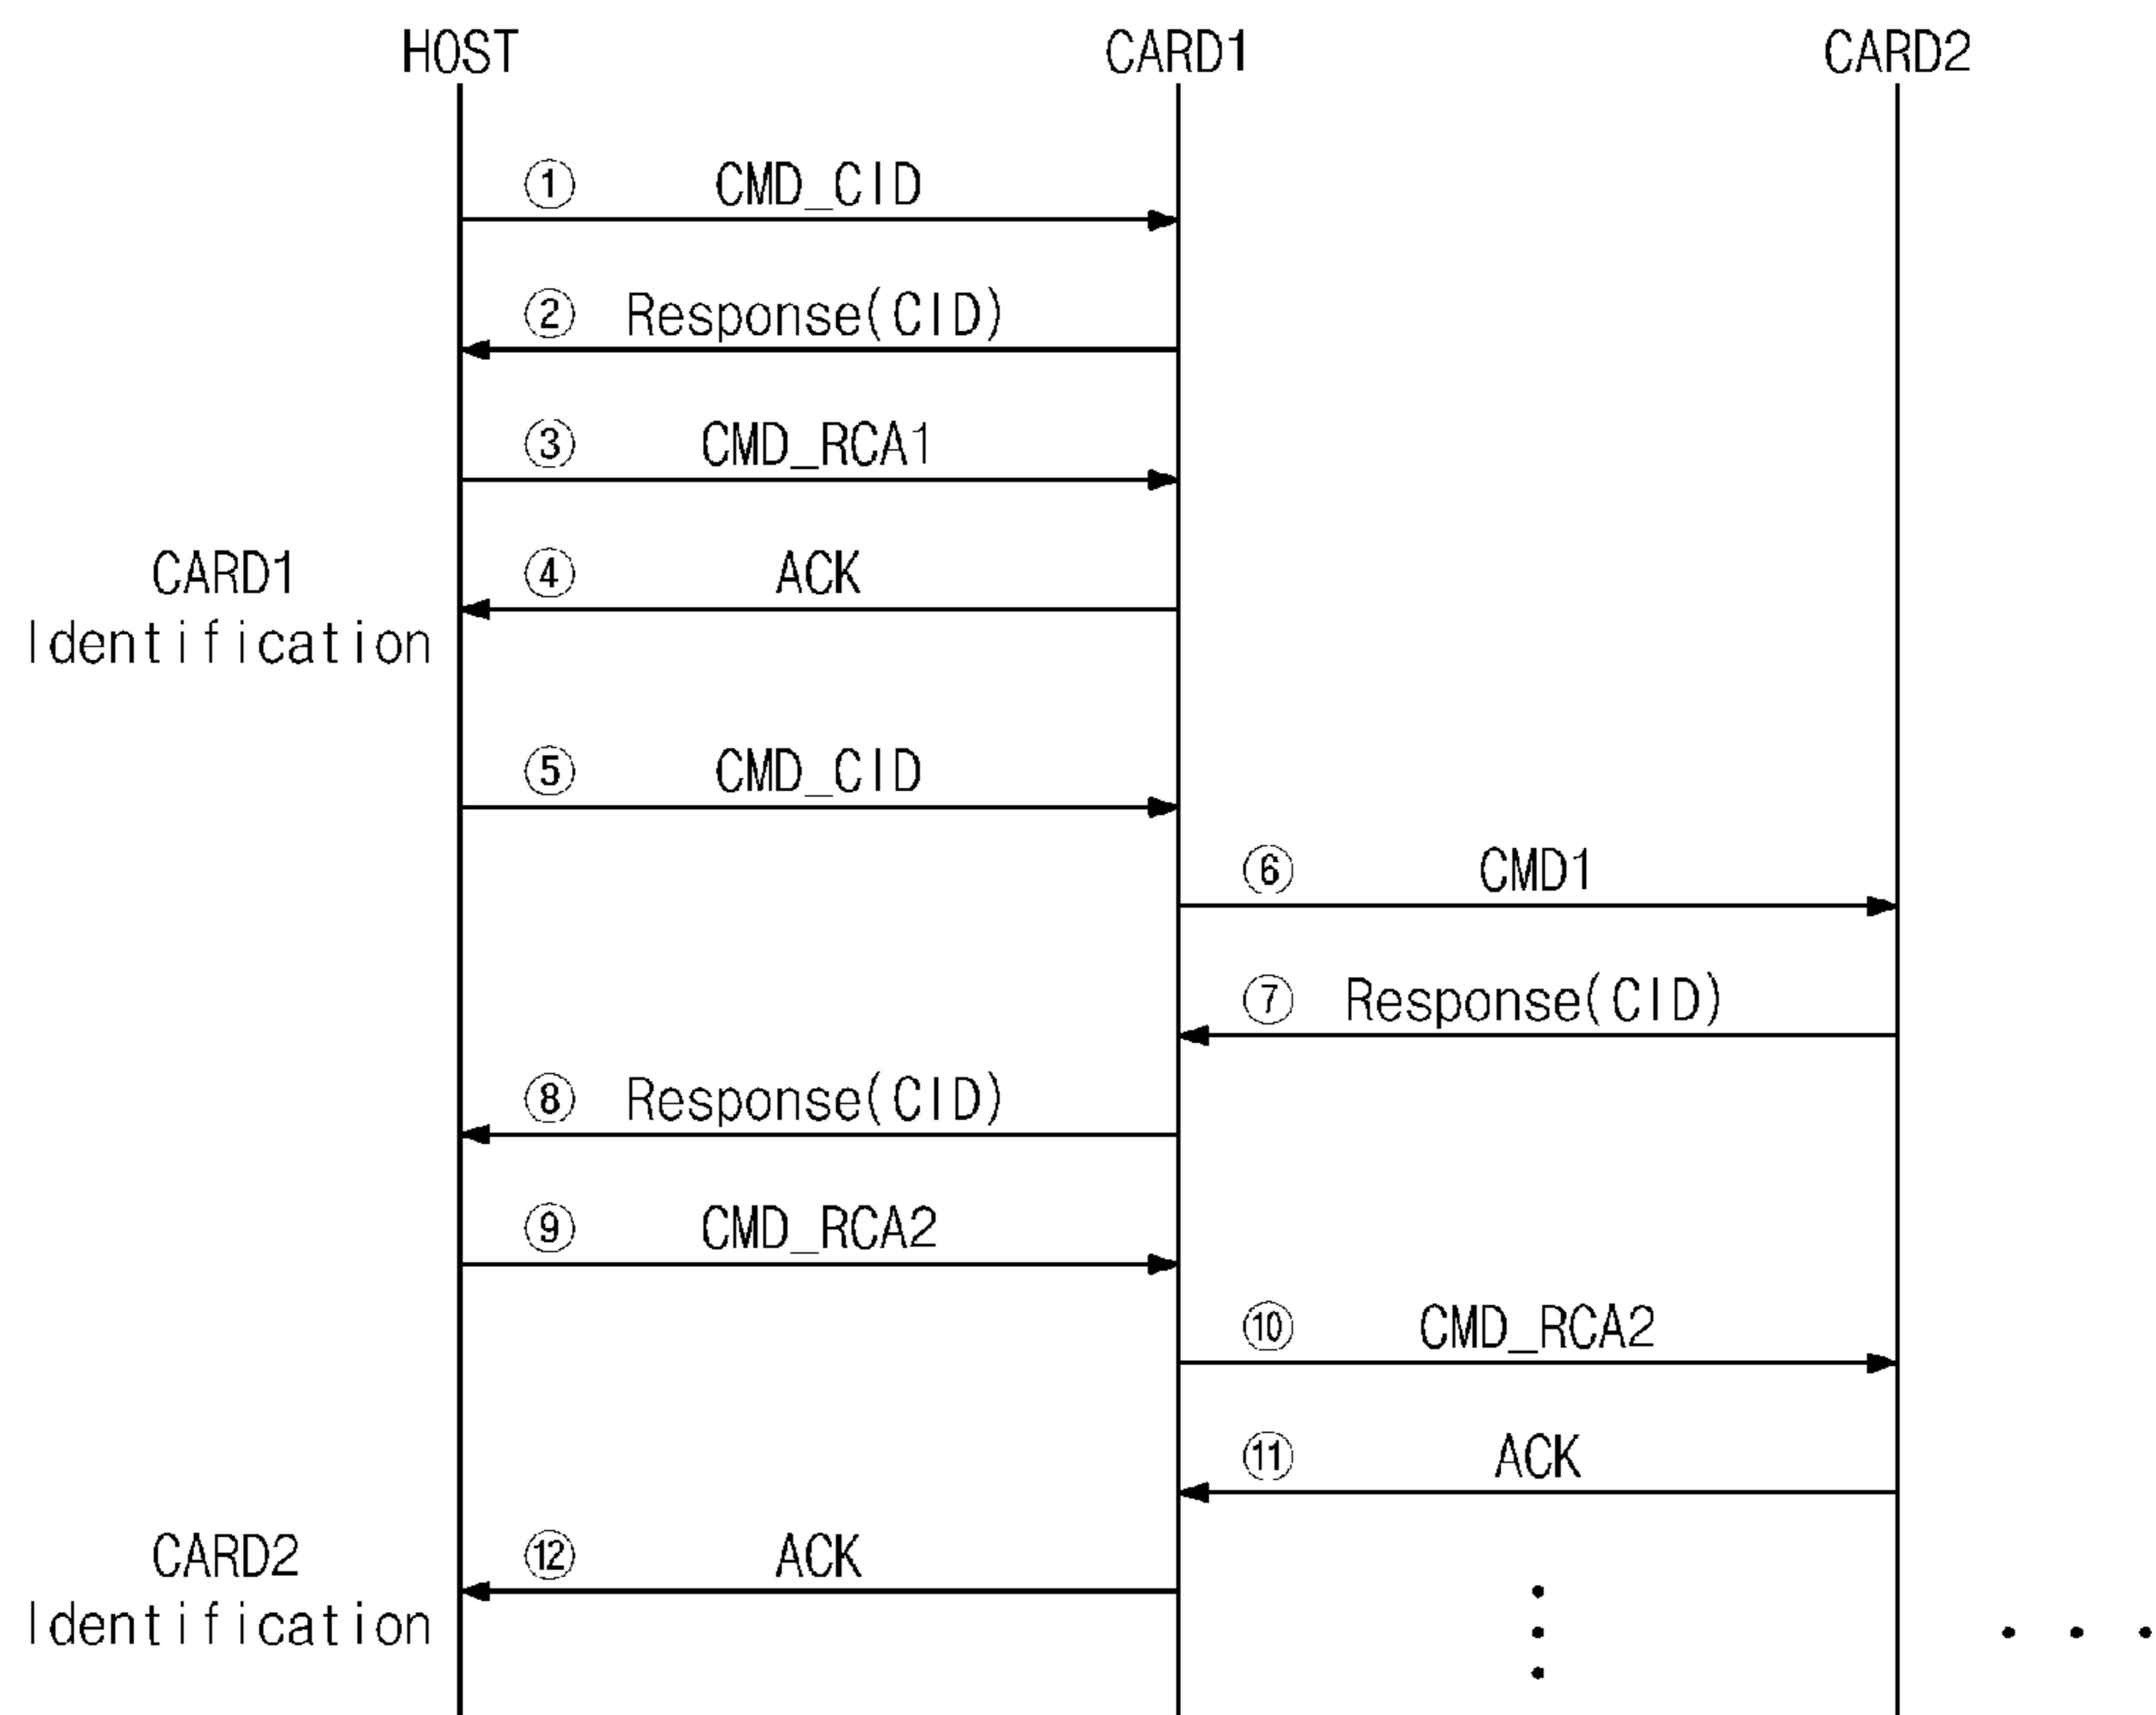 HOST CARD1 CARD2
① CMD_CID
② Response(CID)
③ CMD_RCA1
CARD1
Identification
④ ACK
⑤ CMD_CID
⑥ CMD1
⑦ Response(CID)
⑧ Response(CID)
⑨ CMD_RCA2
⑩ CMD_RCA2
⑪ ACK
CARD2
Identification
⑫ ACK